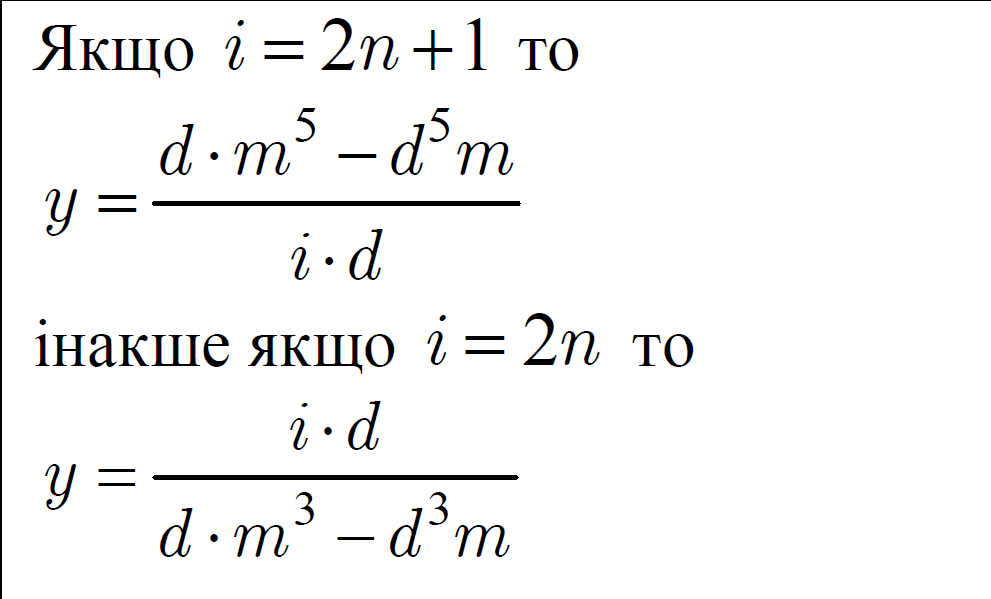 Якщо i = 2n + 1 то
y = \frac{d \cdot m^5 - d^5 m}{i \cdot d}
інакше якщо i = 2n то
y = \frac{i \cdot d}{d \cdot m^3 - d^3 m}